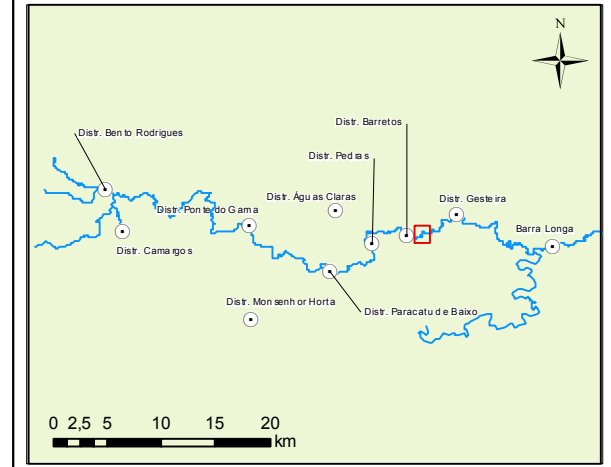 N
Distr. Barretos
Distr. Bento Rodrigues
Distr. Pedras
Distr. Águas Claras
Distr. Gesteira
Distr. Ponte do Gama
Barra Longa
Distr. Camargos
Distr. Monsenhor Horta
Distr. Paracatu de Baixo
0 2,5 5 10 15 20
km